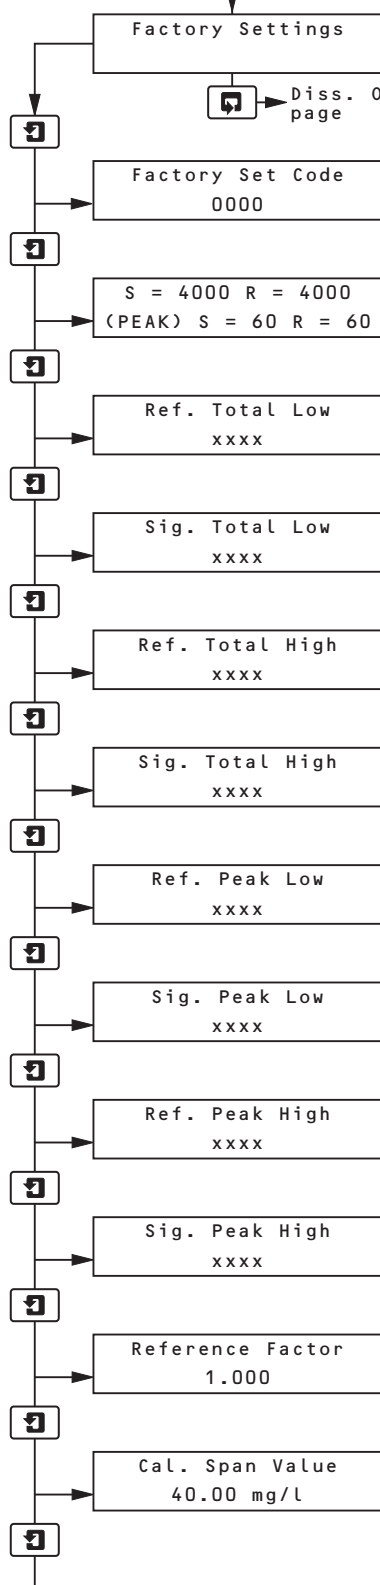 Factory Settings
Diss. O
page
Factory Set Code
0000
S = 4000 R = 4000
(PEAK) S = 60 R = 60
Ref. Total Low
xxxx
Sig. Total Low
xxxx
Ref. Total High
xxxx
Sig. Total High
xxxx
Ref. Peak Low
xxxx
Sig. Peak Low
xxxx
Ref. Peak High
xxxx
Sig. Peak High
xxxx
Reference Factor
1.000
Cal. Span Value
40.00 mg/l